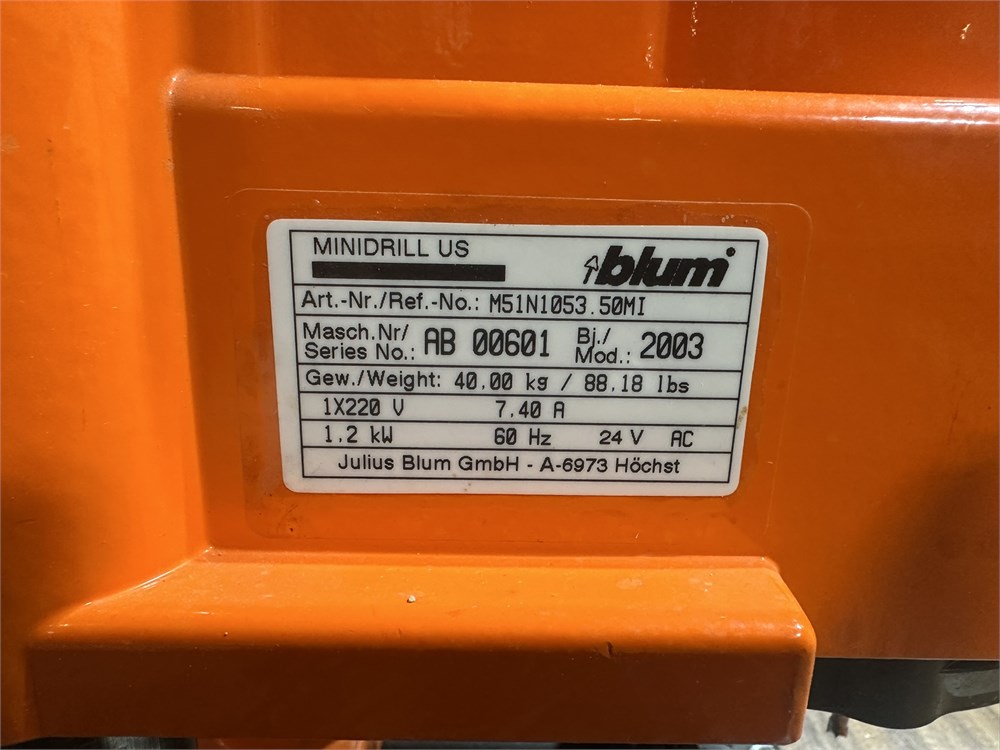 MINIDRILL US
blum
Art.-Nr./Ref.-No.: M51N1053.50MI
Masch.Nr/ Series No.: AB 00601 Bj./ Mod.: 2003
Gew./Weight: 40.00 kg / 88.18 lbs
1X220 V 7.40 A
1.2 kW 60 Hz 24 V AC
Julius Blum GmbH - A-6973 Höchst